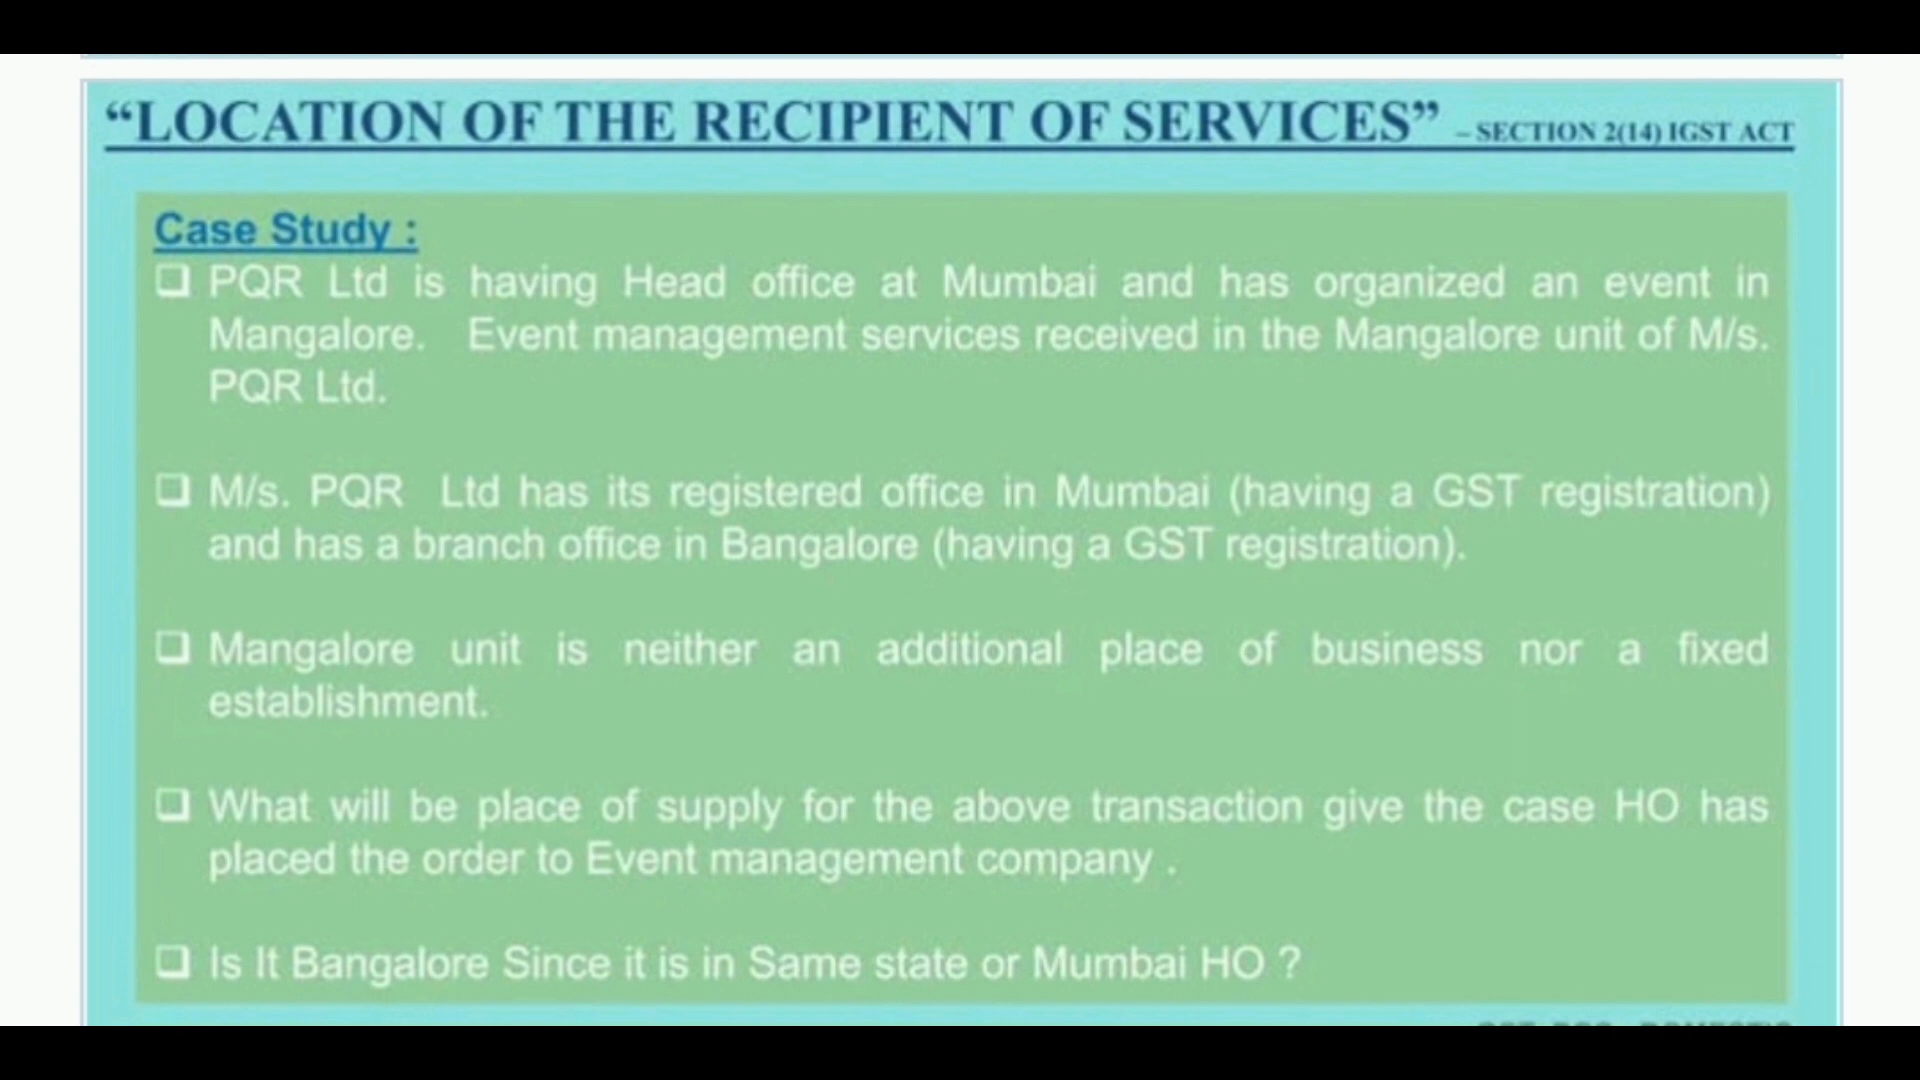 “LOCATION OF THE RECIPIENT OF SERVICES” – SECTION 2(14) IGST ACT
Case Study :
❑ PQR Ltd is having Head office at Mumbai and has organized an event in
Mangalore. Event management services received in the Mangalore unit of M/s.
PQR Ltd.
❑ M/s. PQR Ltd has its registered office in Mumbai (having a GST registration)
and has a branch office in Bangalore (having a GST registration).
❑ Mangalore unit is neither an additional place of business nor a fixed
establishment.
❑ What will be place of supply for the above transaction give the case HO has
placed the order to Event management company .
❑ Is It Bangalore Since it is in Same state or Mumbai HO ?